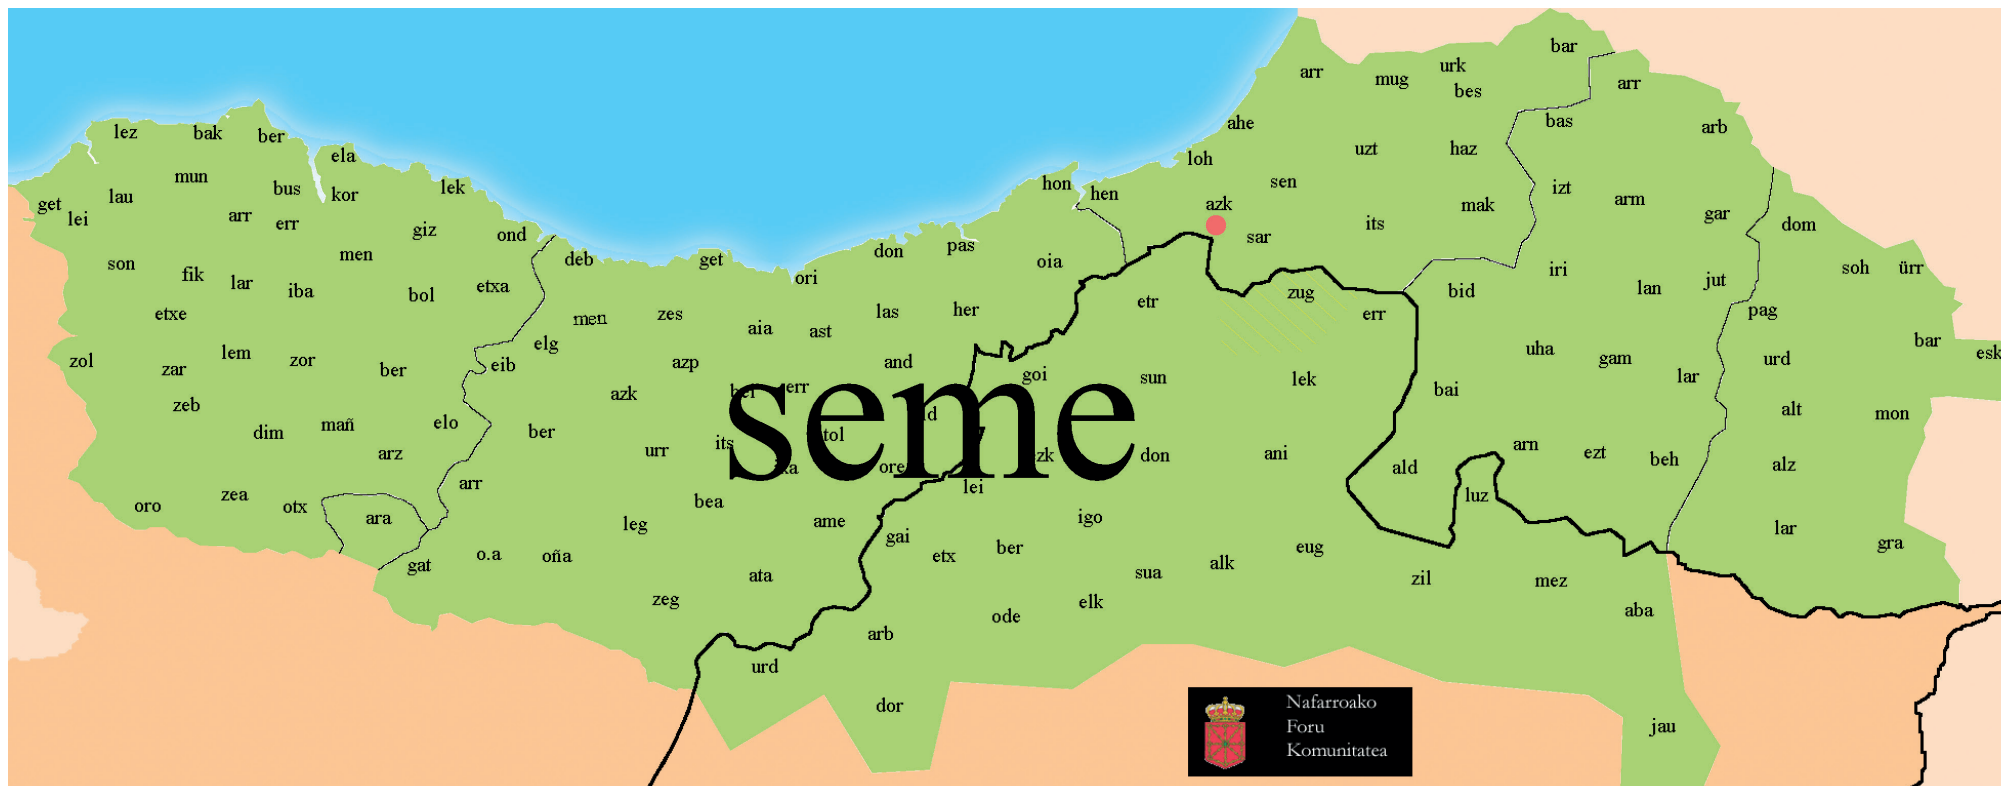 bar
arr
mug
urk
bes
arr
lez
bak
ber
ahe
bas
arb
ela
loh
uzt
haz
mun
bus
kor
lek
hon
hen
sen
izt
get
lau
lei
arr
err
giz
ond
azk
mak
arm
gar
dom
its
sar
son
fik
lar
men
deb
get
ori
don
pas
oia
iri
soh
ürr
iba
bol
etxa
etxe
men
zes
aia
ast
las
her
etr
zug
err
bid
lan
jut
pag
zol
zar
lem
zor
ber
elg
eib
azp
and
goi
sun
lek
uha
gam
lar
urd
bar
esk
zeb
dim
mañ
elo
azk
err
seme
bai
alt
mon
arz
ber
urr
its
tol
ore
don
ani
ald
arn
ezt
beh
alz
oro
zea
otx
ara
arr
leg
bea
ame
lei
igo
luz
lar
gra
gat
o.a
oña
ata
gai
etx
ber
sua
alk
eug
zil
mez
zeg
arb
ode
elk
aba
urd
dor
jau
Nafarroako
Foru
Komunitatea